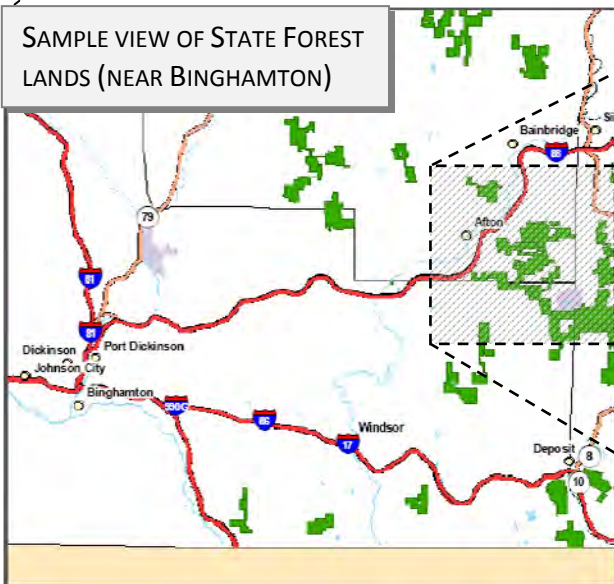 SAMPLE VIEW OF STATE FOREST
LANDS (NEAR BINGHAMTON)
Si
Bainbridge
88
79
Afton
81
81
Dickinson
Port Dickinson
Johnson City
Binghamton
86
17
Windsor
Deposit
8
10